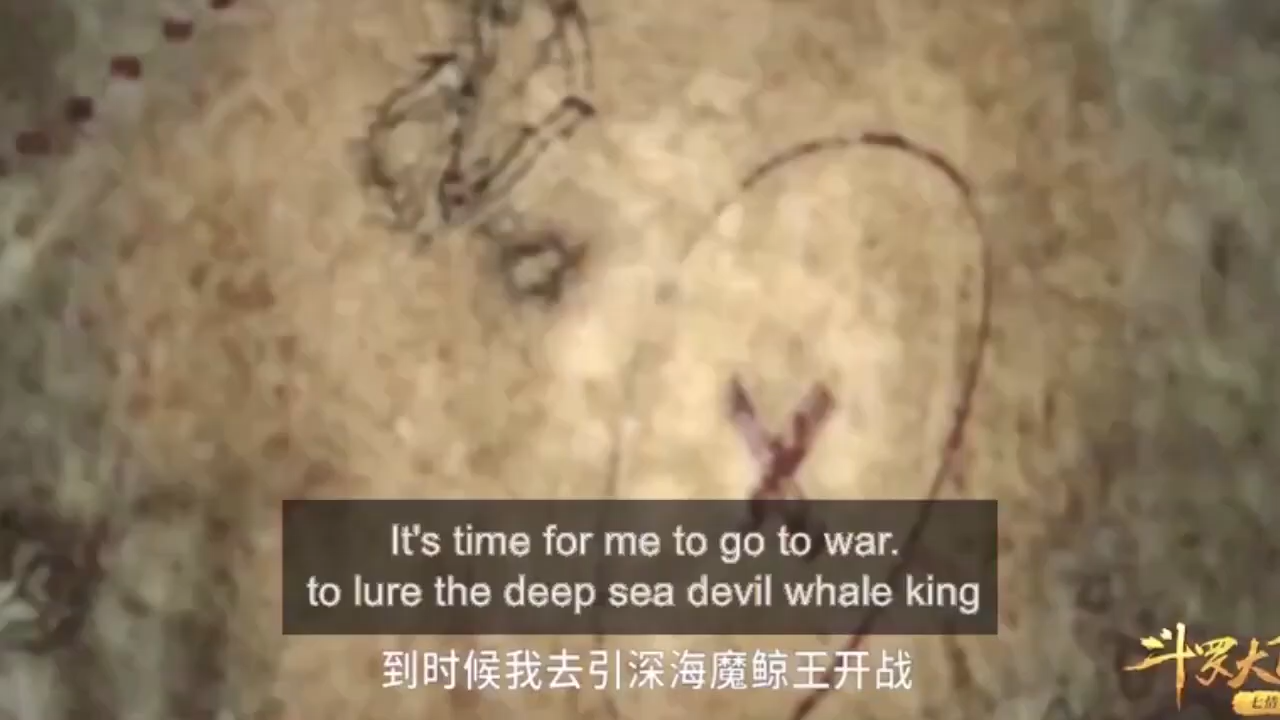 It's time for me to go to war.
to lure the deep sea devil whale king
到时候我去引深海魔鲸王开战
斗罗大